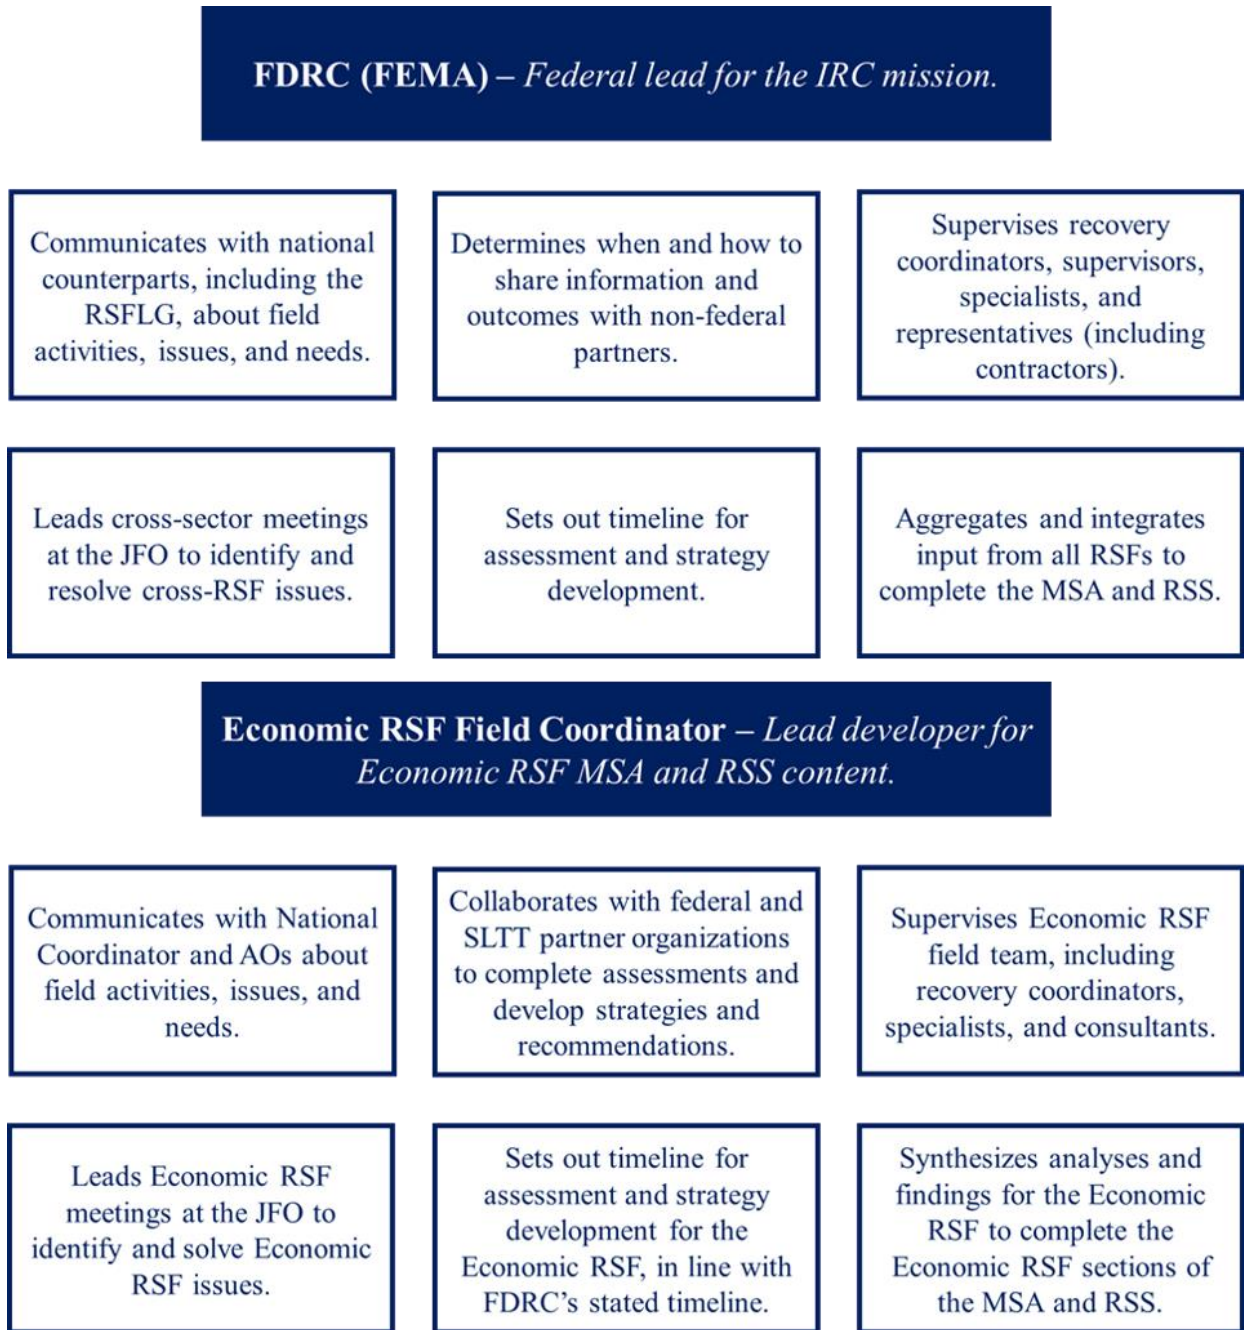 FDRC (FEMA) – Federal lead for the IRC mission.
Communicates with national
counterparts, including the
RSFLG, about field
activities, issues, and needs.
Determines when and how to
share information and
outcomes with non-federal
partners.
Supervises recovery
coordinators, supervisors,
specialists, and
representatives (including
contractors).
Leads cross-sector meetings
at the JFO to identify and
resolve cross-RSF issues.
Sets out timeline for
assessment and strategy
development.
Aggregates and integrates
input from all RSFs to
complete the MSA and RSS.
Economic RSF Field Coordinator – Lead developer for
Economic RSF MSA and RSS content.
Communicates with National
Coordinator and AOs about
field activities, issues, and
needs.
Collaborates with federal and
SLTT partner organizations
to complete assessments and
develop strategies and
recommendations.
Supervises Economic RSF
field team, including
recovery coordinators,
specialists, and consultants.
Leads Economic RSF
meetings at the JFO to
identify and solve Economic
RSF issues.
Sets out timeline for
assessment and strategy
development for the
Economic RSF, in line with
FDRC’s stated timeline.
Synthesizes analyses and
findings for the Economic
RSF to complete the
Economic RSF sections of
the MSA and RSS.